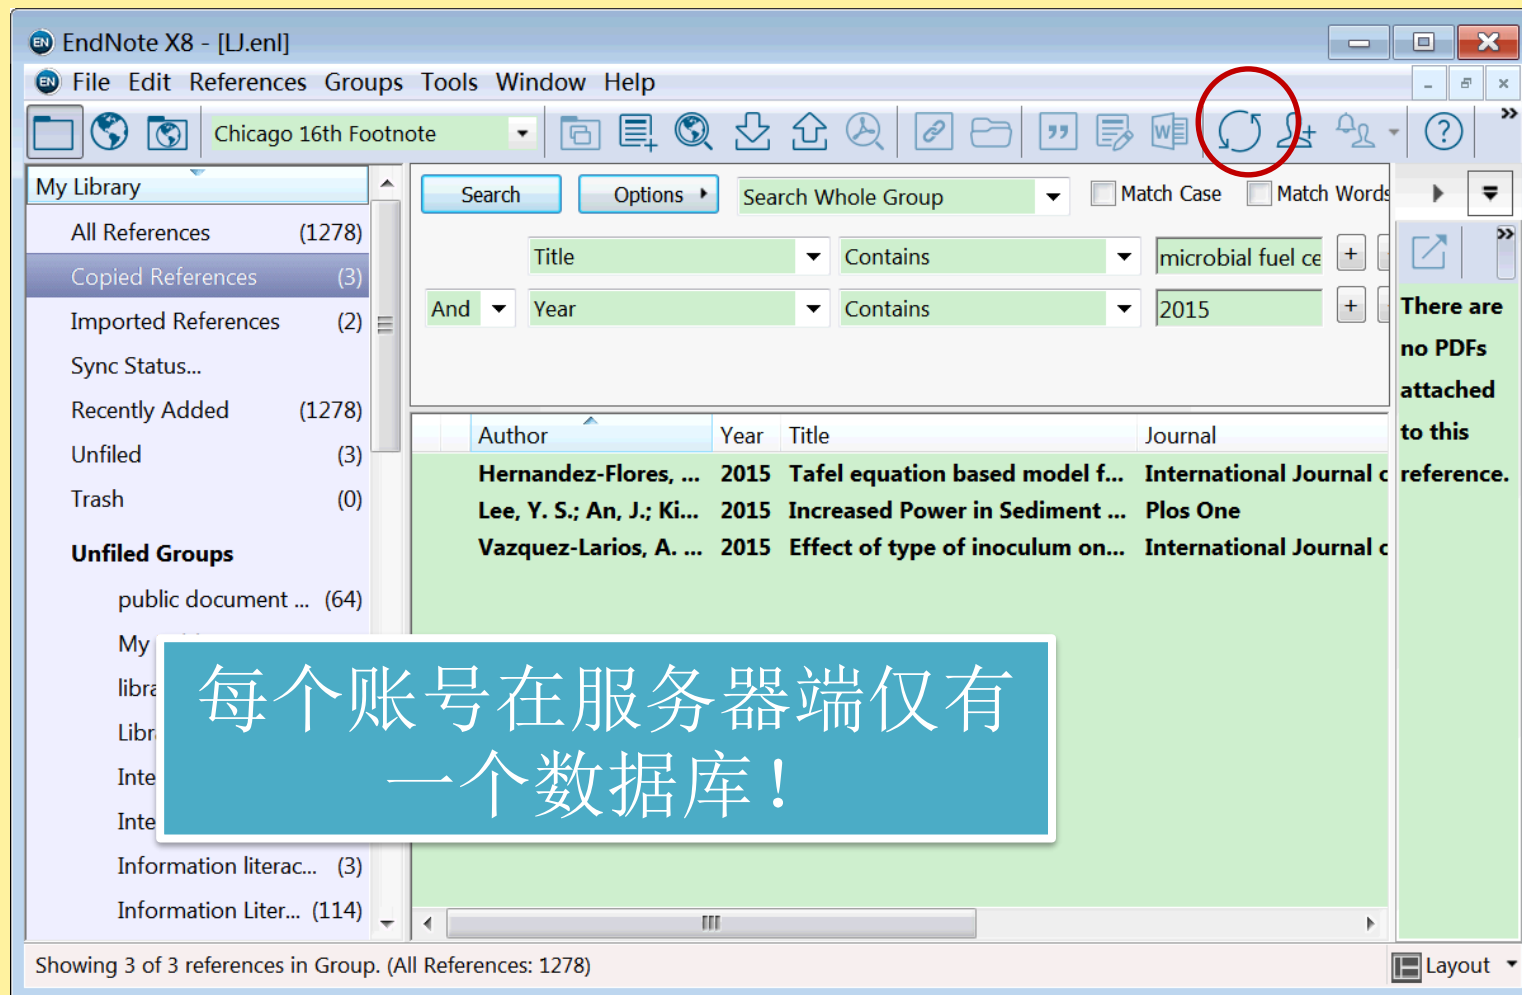 EndNote X8 - [LJ.enl]
File Edit References Groups Tools Window Help
Chicago 16th Footnote
My Library
All References (1278)
Copied References (3)
Imported References (2)
Sync Status...
Recently Added (1278)
Unfiled (3)
Trash (0)
Unfiled Groups
public document ... (64)
My
libra
Libr
Inte
Inte
Information literac... (3)
Information Liter... (114)
Search Options Search Whole Group Match Case Match Words
Title Contains microbial fuel ce
And Year Contains 2015
Author Year Title Journal
Hernandez-Flores, ... 2015 Tafel equation based model f... International Journal c
Lee, Y. S.; An, J.; Ki... 2015 Increased Power in Sediment ... Plos One
Vazquez-Larios, A. ... 2015 Effect of type of inoculum on... International Journal c
There are
no PDFs
attached
to this
reference.
每个账号在服务器端仅有
一个数据库！
Showing 3 of 3 references in Group. (All References: 1278)
Layout